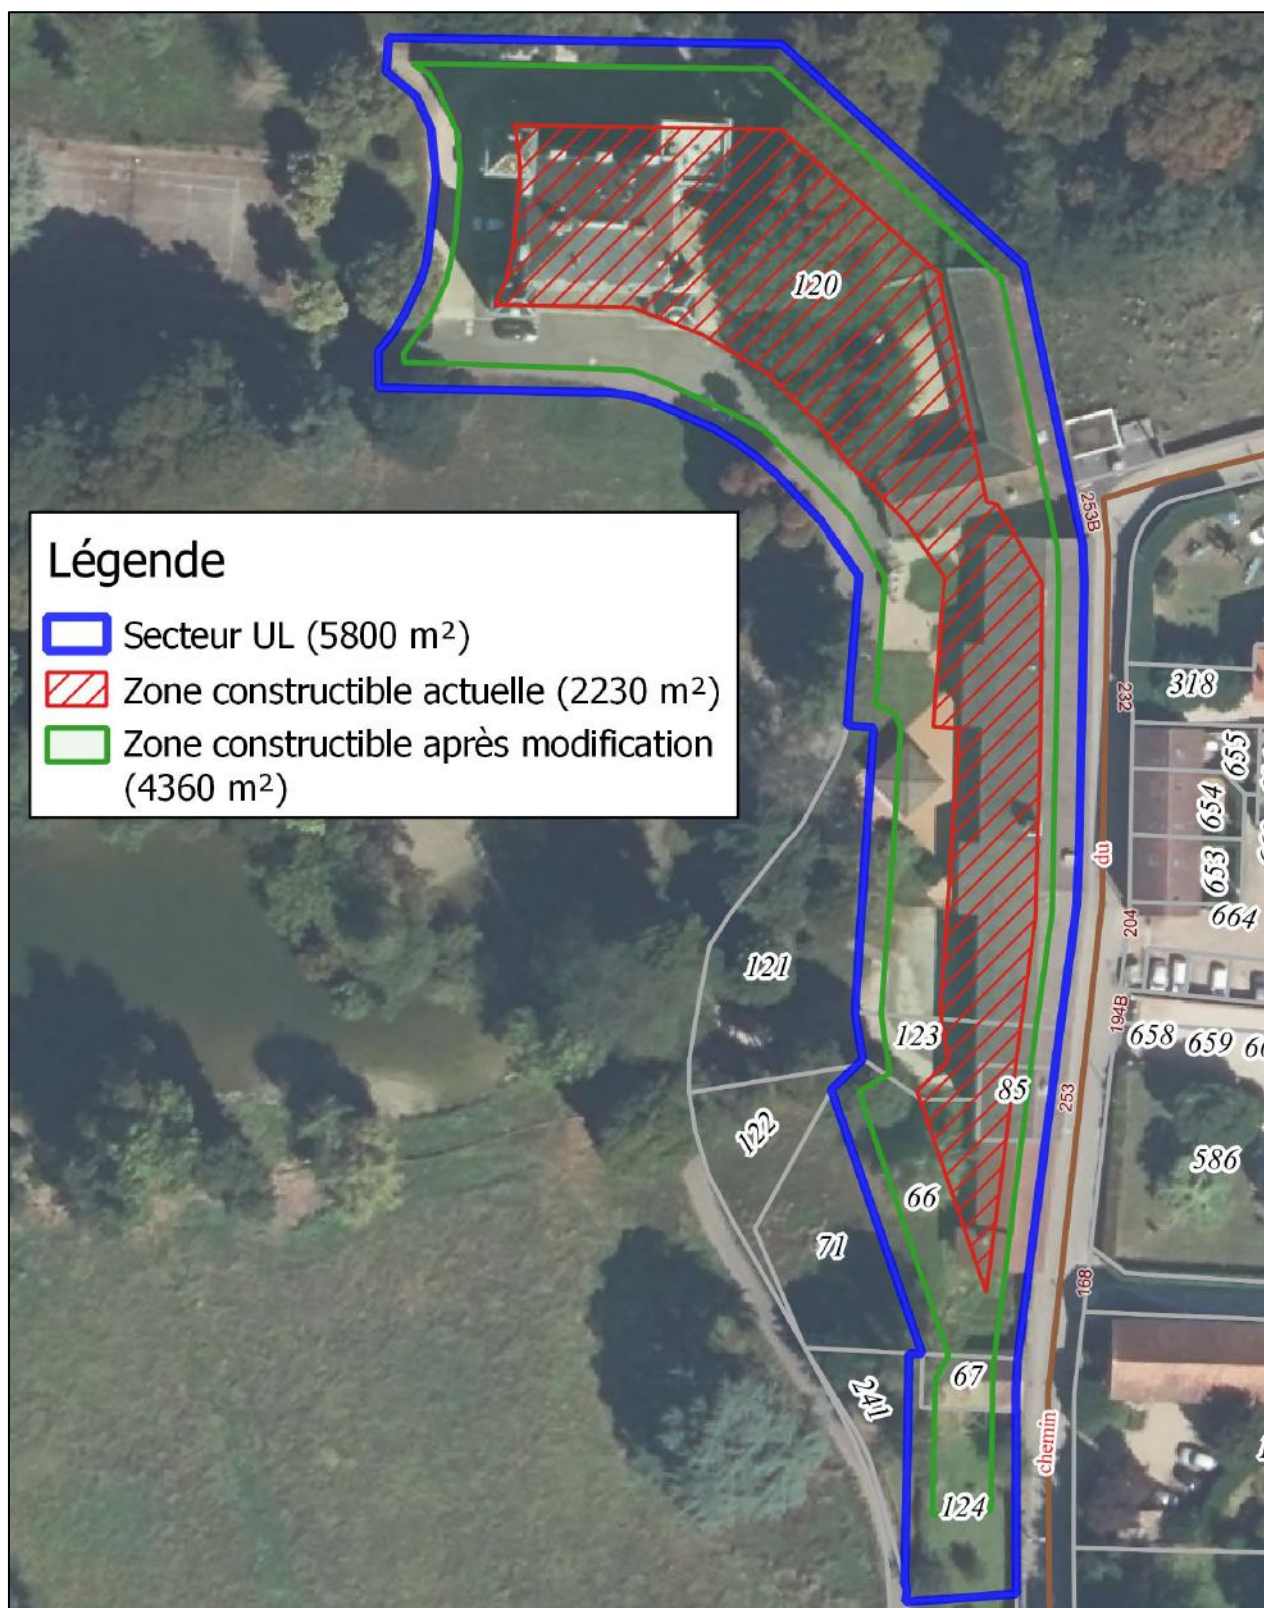 120
Légende
Secteur UL (5800 m²)
Zone constructible actuelle (2230 m²)
Zone constructible après modification
(4360 m²)
253B
318
232
655
654
653
du
664
204
121
194B
658
659
123
85
253
122
66
586
71
168
67
241
chemin
124